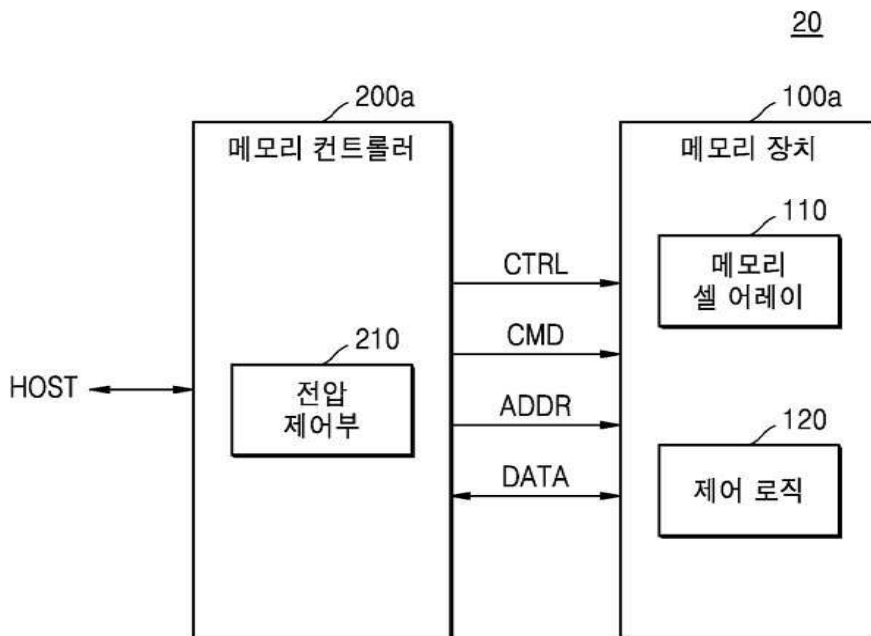 20
200a
100a
메모리 컨트롤러
메모리 장치
110
메모리
셀 어레이
CTRL
CMD
210
HOST
전압
제어부
ADDR
120
DATA
제어 로직